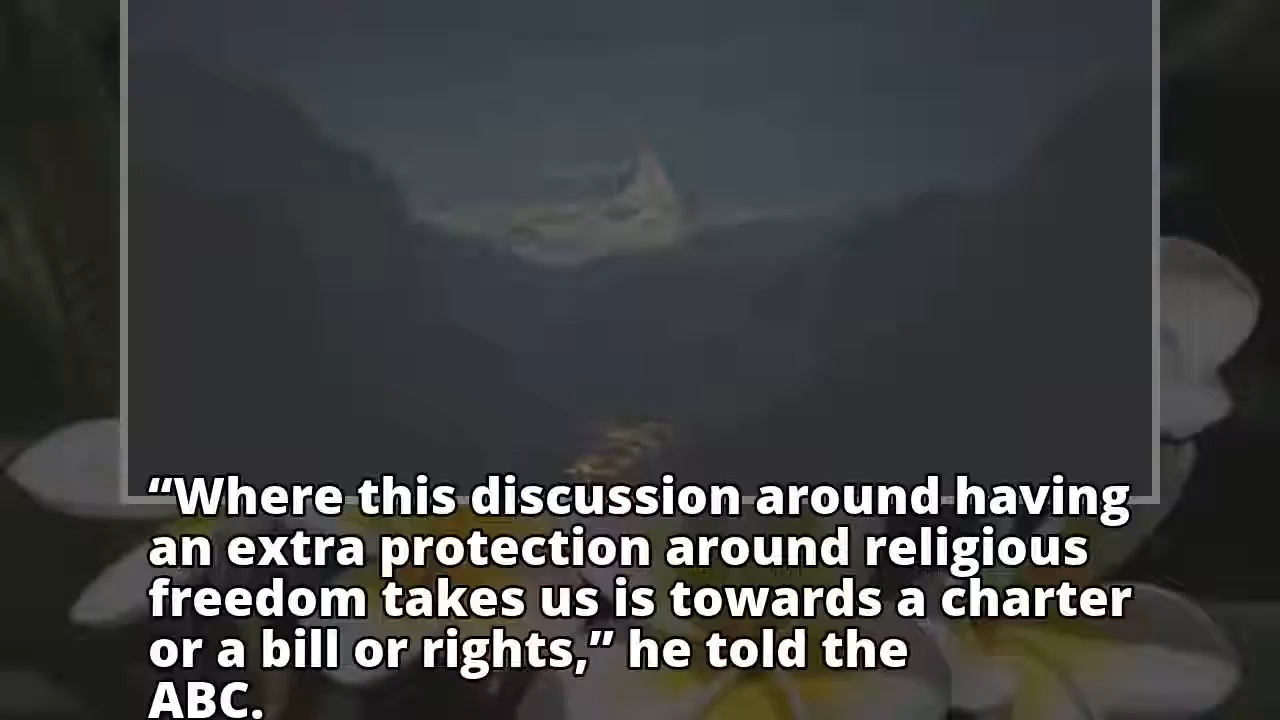 “Where this discussion around having
an extra protection around religious
freedom takes us is towards a charter
or a bill or rights,” he told the
ABC.